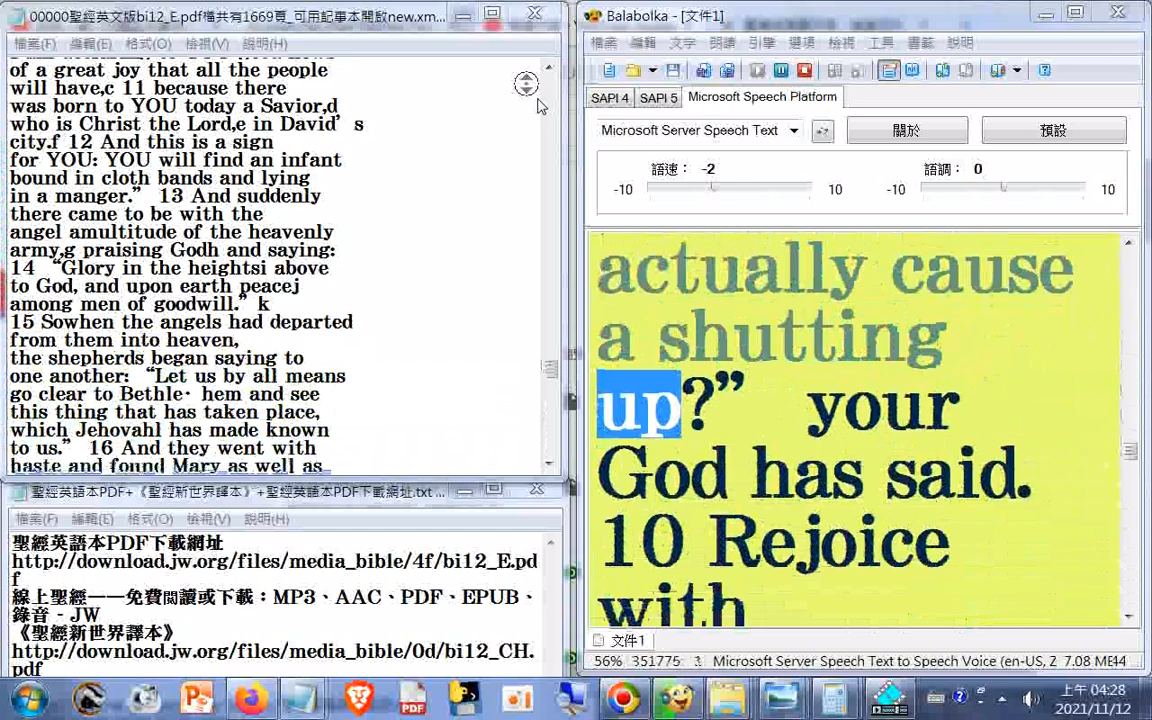 00000聖經英文版bi12_E.pdf檔共有1669頁_可用記事本開啟new.xm...
檔案(F) 編輯(E) 格式(O) 檢視(V) 說明(H)
of a great joy that all the people
will have,c 11 because there
was born to YOU today a Savior,d
who is Christ the Lord,e in David’s
city.f 12 And this is a sign
for YOU: YOU will find an infant
bound in cloth bands and lying
in a manger.” 13 And suddenly
there came to be with the
angel amultitude of the heavenly
army,g praising Godh and saying:
14 “Glory in the heightsi above
to God, and upon earth peacej
among men of goodwill.” k
15 Sowhen the angels had departed
from them into heaven,
the shepherds began saying to
one another: “Let us by all means
go clear to Bethle· hem and see
this thing that has taken place,
which Jehovahl has made known
to us.” 16 And they went with
haste and found Mary as well as
聖經英語本PDF+《聖經新世界譯本》+聖經英語本PDF下載網址.txt ...
檔案(F) 編輯(E) 格式(O) 檢視(V) 說明(H)
聖經英語本PDF下載網址
http://download.jw.org/files/media_bible/4f/bi12_E.pd
f
線上聖經——免費閱讀或下載：MP3、AAC、PDF、EPUB、
錄音 - JW
《聖經新世界譯本》
http://download.jw.org/files/media_bible/0d/bi12_CH.
pdf
Balabolka - [文件1]
檔案 編輯 文字 朗讀 引擎 選項 檢視 工具 書籤 說明
SAPI 4 SAPI 5 Microsoft Speech Platform
Microsoft Server Speech Text 關於 預設
語速： -2 語調： 0
-10 10 -10 10
actually cause
a shutting
up?” your
God has said.
10 Rejoice
with
文件1
56% 351775 Microsoft Server Speech Text to Speech Voice (en-US, 2 7.08 ME44
上午 04:28
2021/11/12